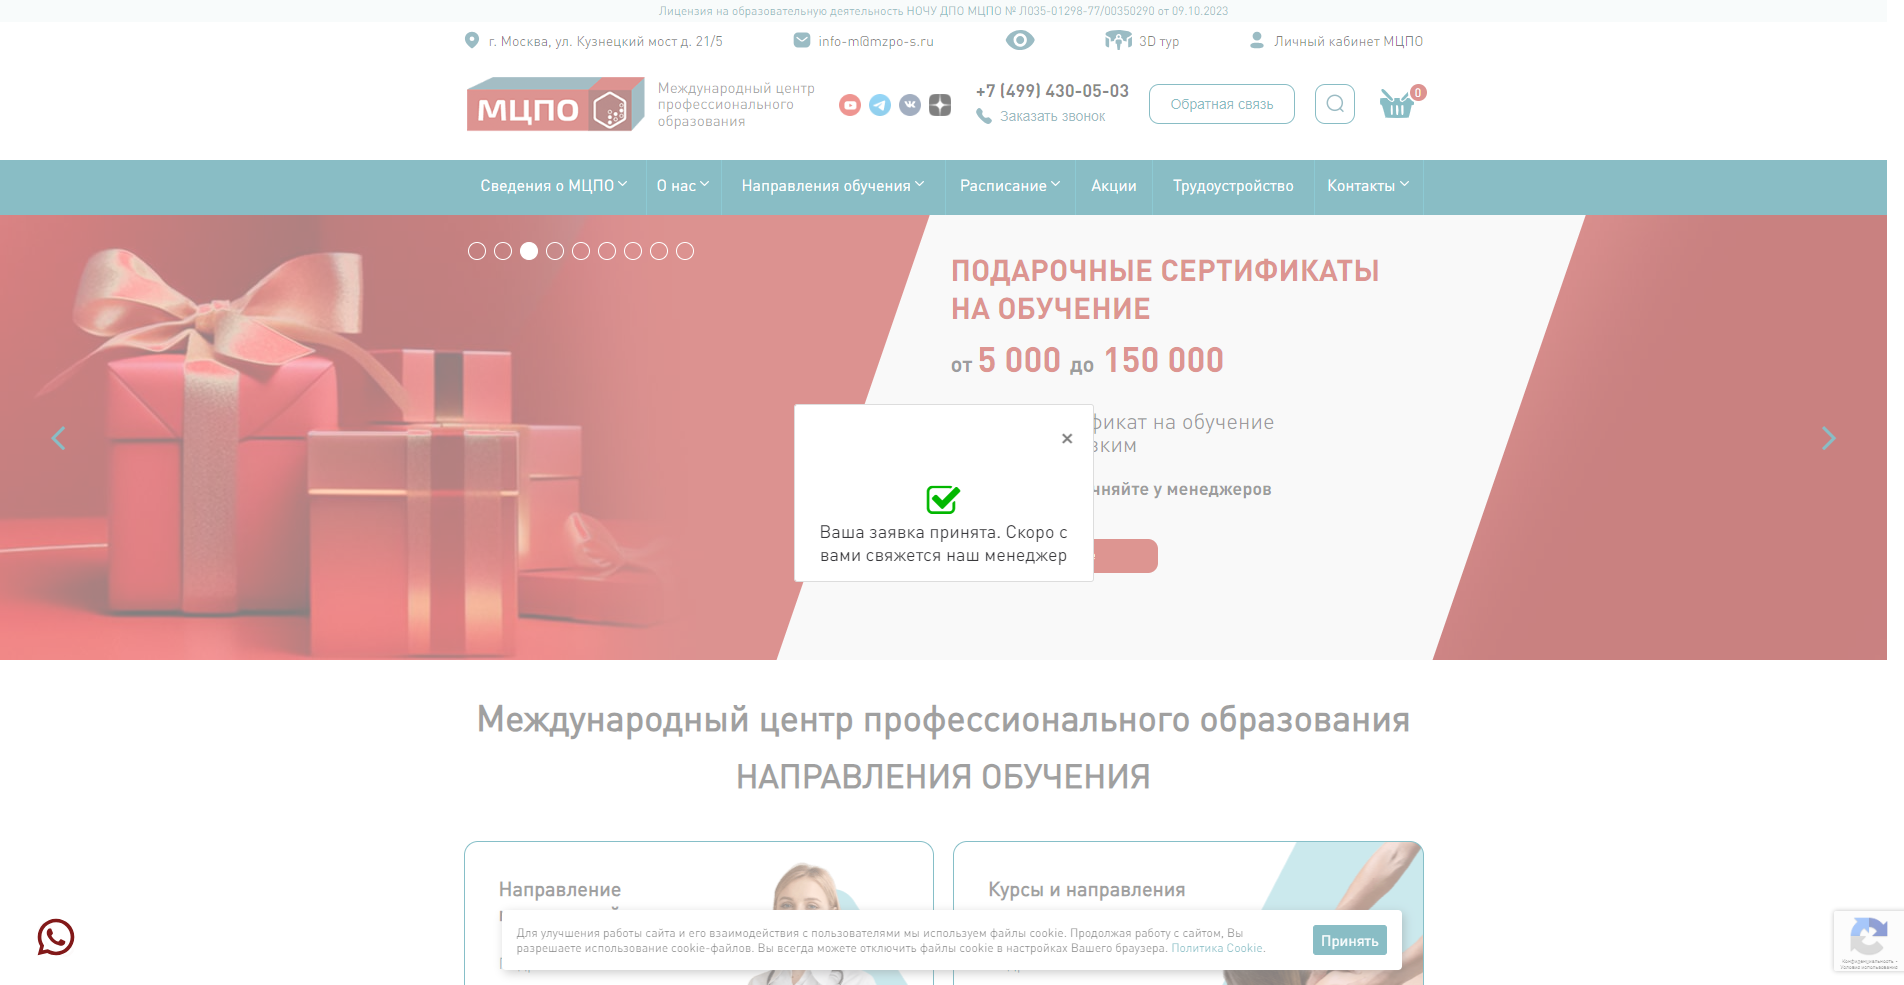 Лицензия на образовательную деятельность НОЧУ ДПО МЦПО № Л035-01298-77/00350290 от 09.10.2023
г. Москва, ул. Кузнецкий мост д. 21/5
info-m@mzpo-s.ru
3D тур
Личный кабинет МЦПО
МЦПО
Международный центр
профессионального
образования
+7 (499) 430-05-03
Заказать звонок
Обратная связь
0
Сведения о МЦПО
О нас
Направления обучения
Расписание
Акции
Трудоустройство
Контакты
ПОДАРОЧНЫЕ СЕРТИФИКАТЫ
НА ОБУЧЕНИЕ
от 5 000 до 150 000
фикат на обучение
зким
чняйте у менеджеров
Ваша заявка принята. Скоро с
вами свяжется наш менеджер
Международный центр профессионального образования
НАПРАВЛЕНИЯ ОБУЧЕНИЯ
Направление
Курсы и направления
Для улучшения работы сайта и его взаимодействия с пользователями мы используем файлы cookie. Продолжая работу с сайтом, Вы
разрешаете использование cookie-файлов. Вы всегда можете отключить файлы cookie в настройках Вашего браузера. Политика Cookie.
Принять
Конфиденциальность -
Условия использования